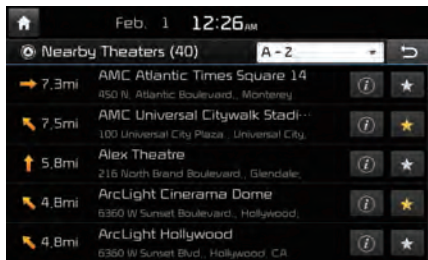 Feb. 1 12:26 AM
Nearby Theaters (40) A - Z
7.3mi AMC Atlantic Times Square 14
450 N. Atlantic Boulevard., Monterey
7.5mi AMC Universal Citywalk Stadi...
100 Universal City Plaza., Universal City,
5.8mi Alex Theatre
216 North Brand Boulevard., Glendale,
4.8mi ArcLight Cinerama Dome
6360 W Sunset Boulevard., Hollywood,
4.8mi ArcLight Hollywood
6360 W Sunset Blvd., Hollywood, CA